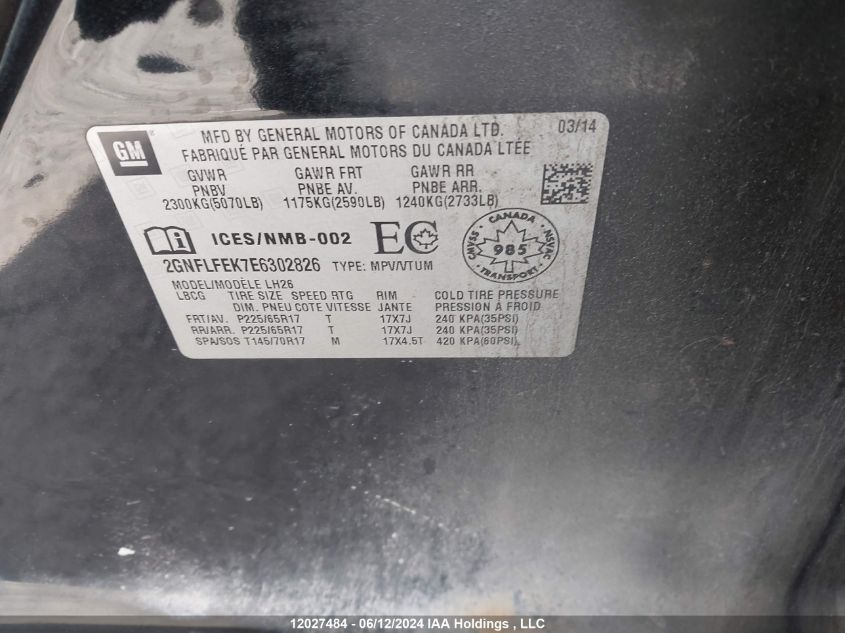 GM
MFD BY GENERAL MOTORS OF CANADA LTD. 03/14
FABRIQUÉ PAR GENERAL MOTORS DU CANADA LTÉE
GVWR GAWR FRT GAWR RR
PNBV PNBE AV. PNBE ARR.
2300KG(5070LB) 1175KG(2590LB) 1240KG(2733LB)
ICES/NMB-002 EC
CANADA
CMVSS 985 NSVAC
TRANSPORT
2GNFLFEK7E6302826 TYPE: MPV/VTUM
MODEL/MODÈLE LH26
LBCG TIRE SIZE SPEED RTG RIM COLD TIRE PRESSURE
DIM. PNEU COTE VITESSE JANTE PRESSION À FROID
FRT/AV. P225/65R17 T 17X7J 240 KPA(35PSI)
RR/ARR. P225/65R17 T 17X7J 240 KPA(35PSI)
SPA/SOS T145/70R17 M 17X4.5T 420 KPA(60PSI)
12027484 - 06/12/2024 IAA Holdings , LLC